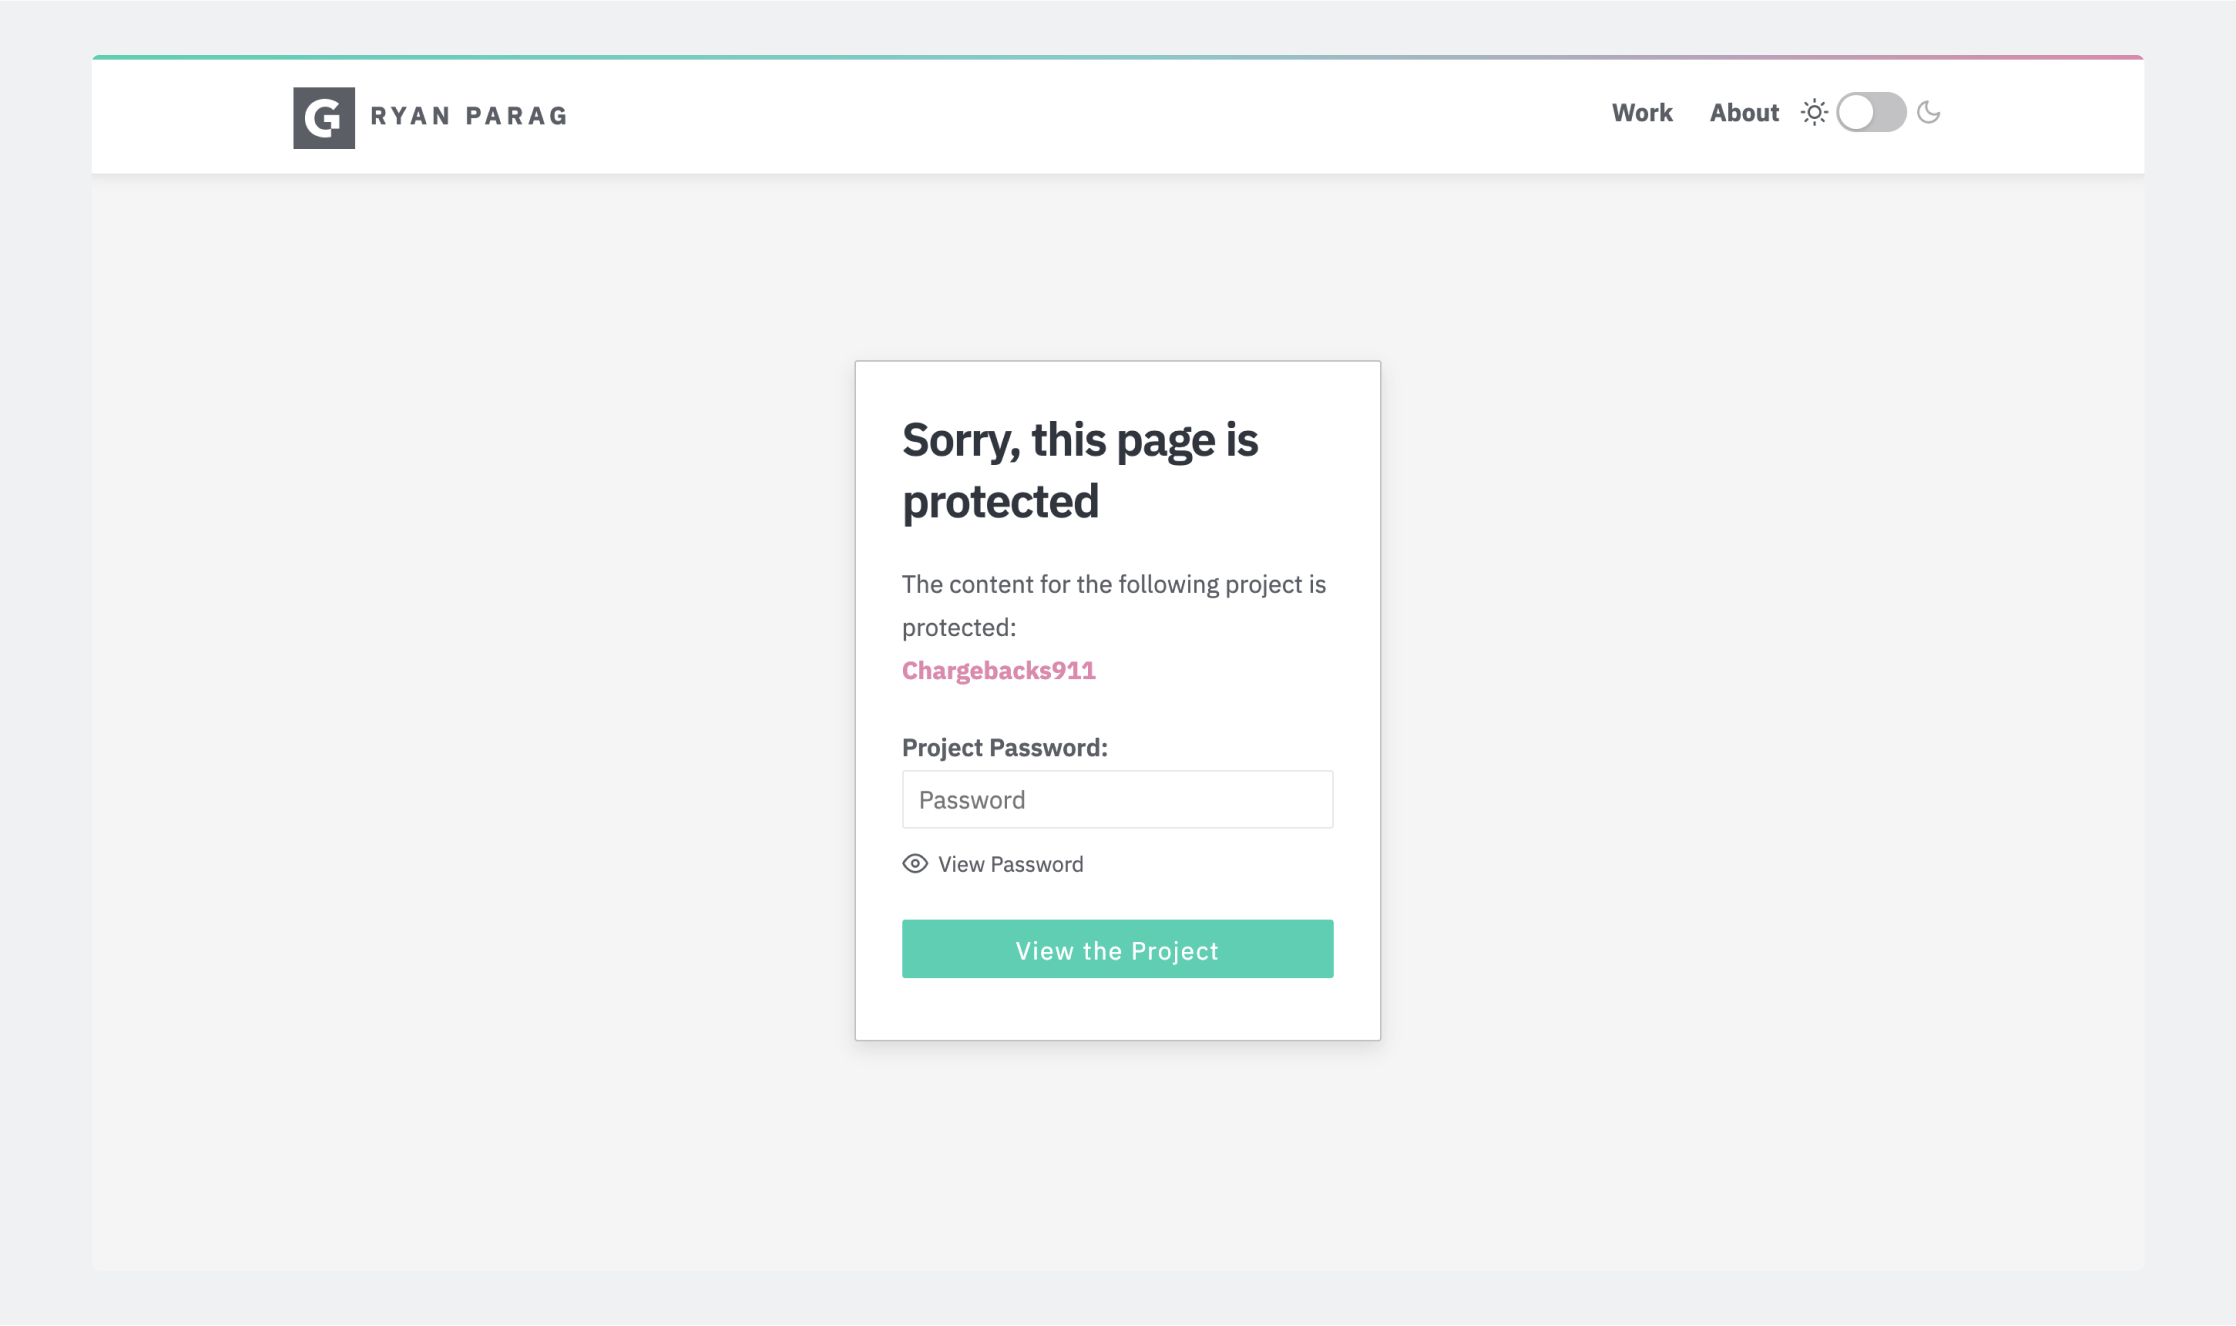 G RYAN PARAG
Work About
Sorry, this page is
protected
The content for the following project is
protected:
Chargebacks911
Project Password:
Password
View Password
View the Project